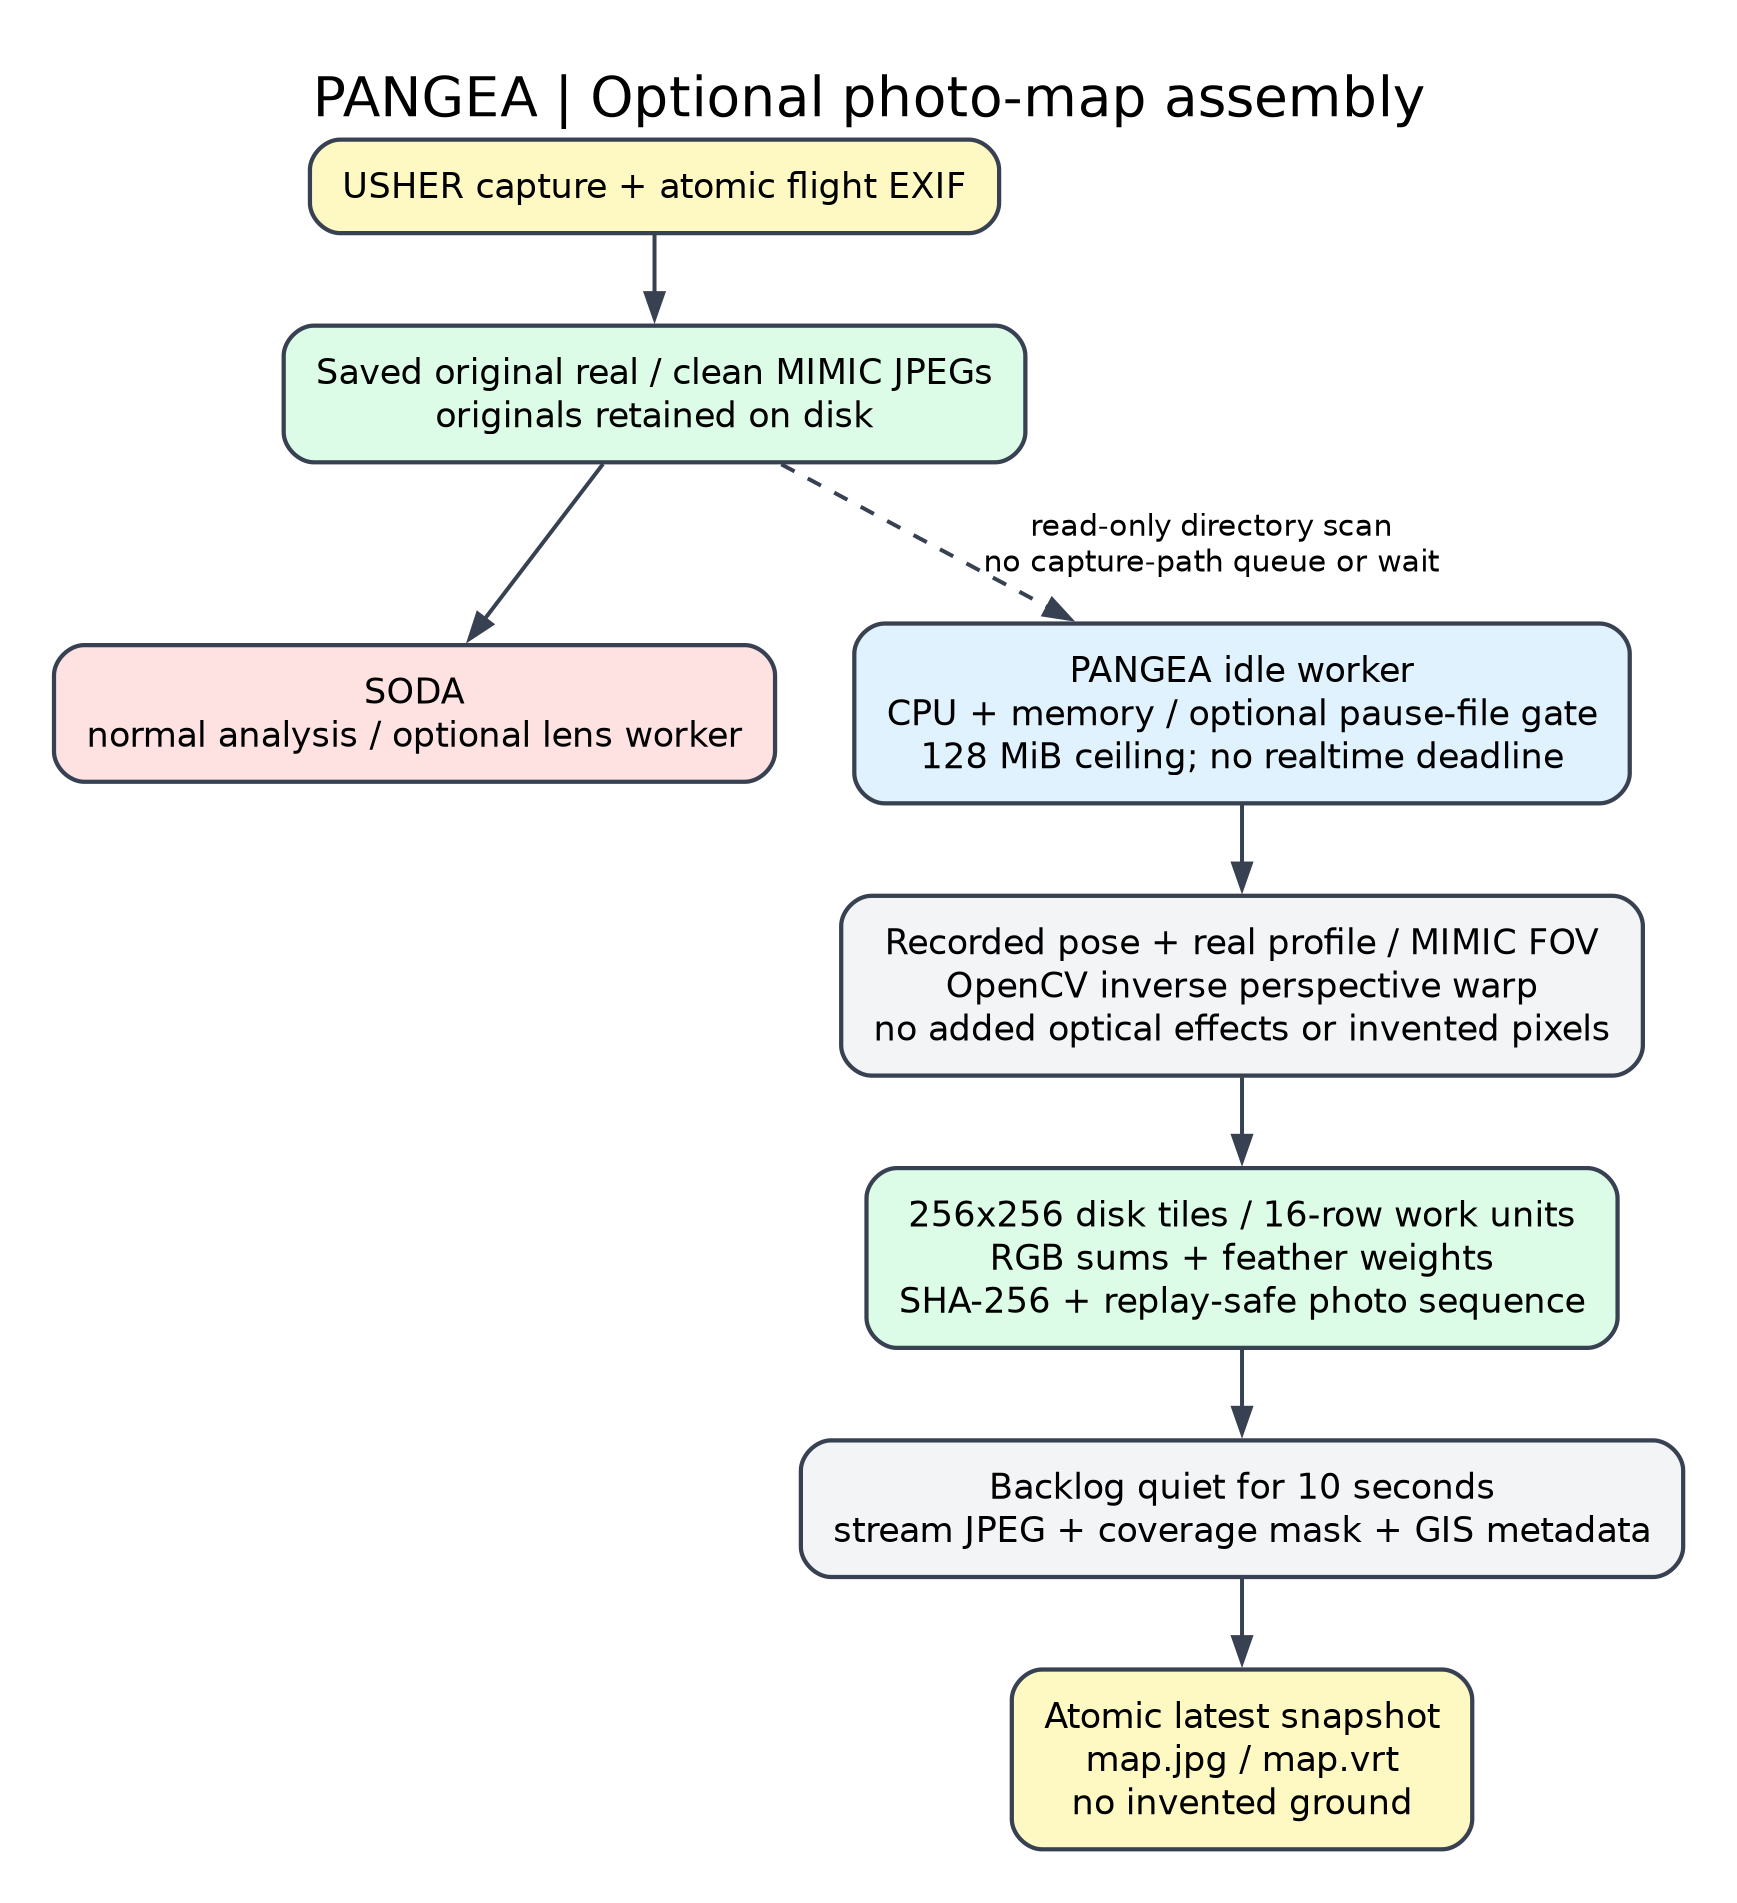 PANGEA | Optional photo-map assembly
USHER capture + atomic flight EXIF
Saved original real / clean MIMIC JPEGs
originals retained on disk
read-only directory scan
no capture-path queue or wait
SODA
normal analysis / optional lens worker
PANGEA idle worker
CPU + memory / optional pause-file gate
128 MiB ceiling; no realtime deadline
Recorded pose + real profile / MIMIC FOV
OpenCV inverse perspective warp
no added optical effects or invented pixels
256x256 disk tiles / 16-row work units
RGB sums + feather weights
SHA-256 + replay-safe photo sequence
Backlog quiet for 10 seconds
stream JPEG + coverage mask + GIS metadata
Atomic latest snapshot
map.jpg / map.vrt
no invented ground